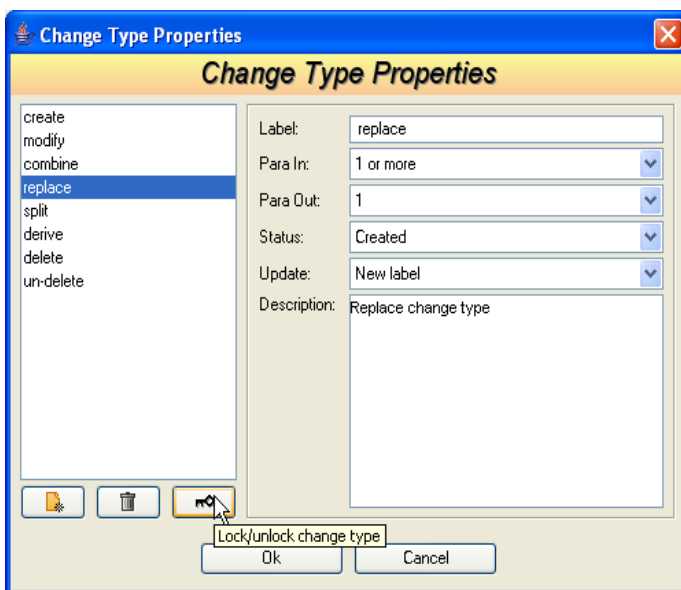 Change Type Properties
Change Type Properties
create
modify
combine
replace
split
derive
delete
un-delete
Label: replace
Para In: 1 or more
Para Out: 1
Status: Created
Update: New label
Description: Replace change type
Lock/unlock change type
Ok Cancel